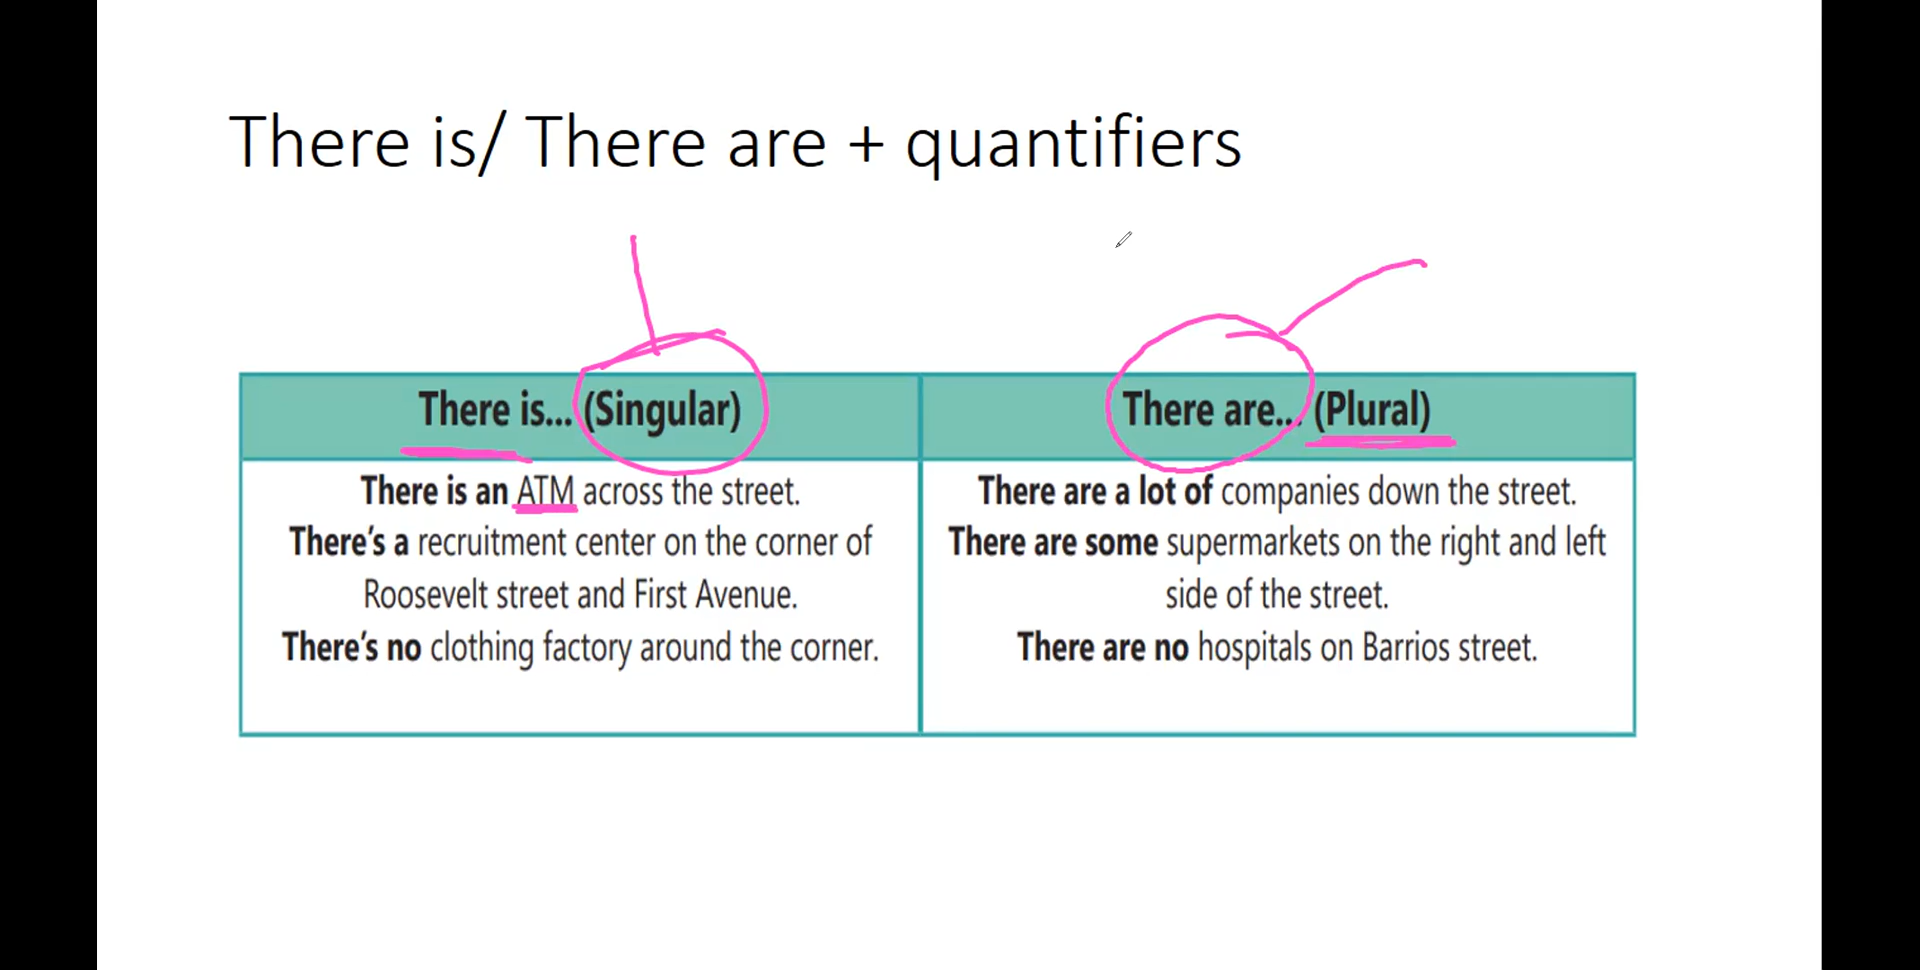 There is/ There are + quantifiers
There is... (Singular)
There are... (Plural)
There is an ATM across the street.
There's a recruitment center on the corner of
Roosevelt street and First Avenue.
There's no clothing factory around the corner.
There are a lot of companies down the street.
There are some supermarkets on the right and left
side of the street.
There are no hospitals on Barrios street.